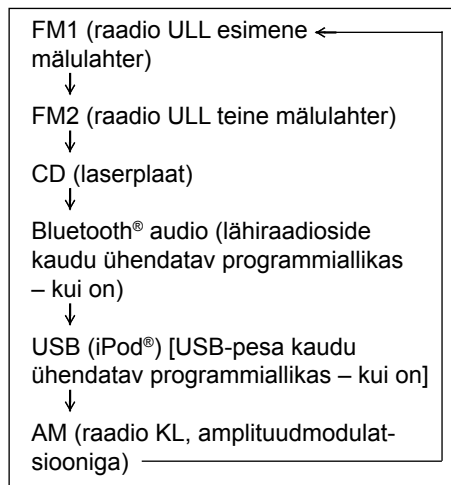 FM1 (raadio ULL esimene
mälulahter)
FM2 (raadio ULL teine mälulahter)
CD (laserplaat)
Bluetooth® audio (lähiraadioside
kaudu ühendatav programmiallikas
– kui on)
USB (iPod®) [USB-pesa kaudu
ühendatav programmiallikas – kui on]
AM (raadio KL, amplituudmodulat-
siooniga)